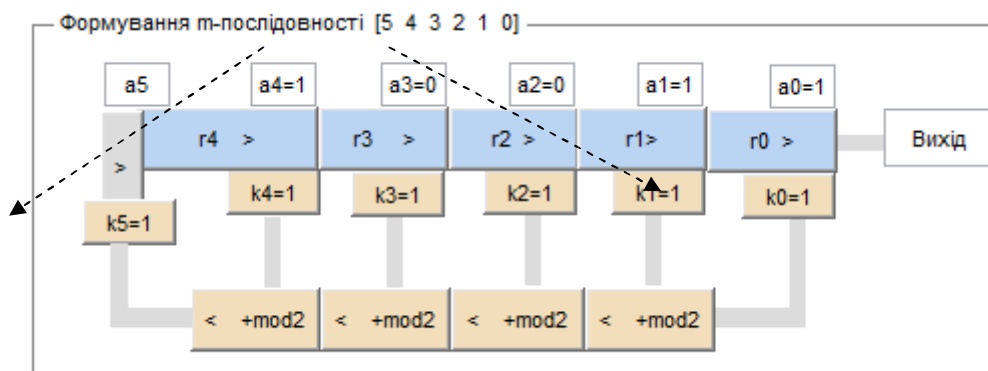 Формування m-послідовності [5 4 3 2 1 0]
a5 a4=1 a3=0 a2=0 a1=1 a0=1
> r4 > r3 > r2 > r1> r0 > Вихід
k5=1 k4=1 k3=1 k2=1 k1=1 k0=1
< +mod2 < +mod2 < +mod2 < +mod2